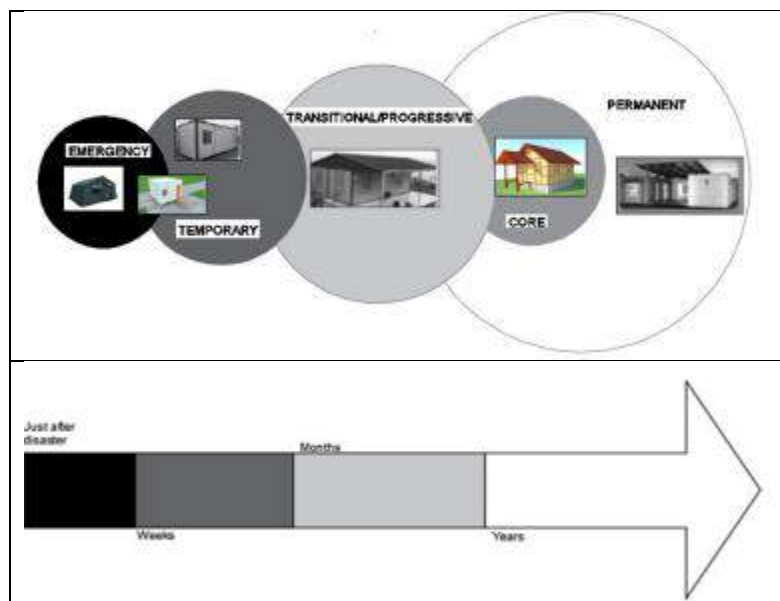 EMERGENCY
TEMPORARY
TRANSITIONAL/PROGRESSIVE
CORE
PERMANENT
Just after
disaster
Weeks
Months
Years